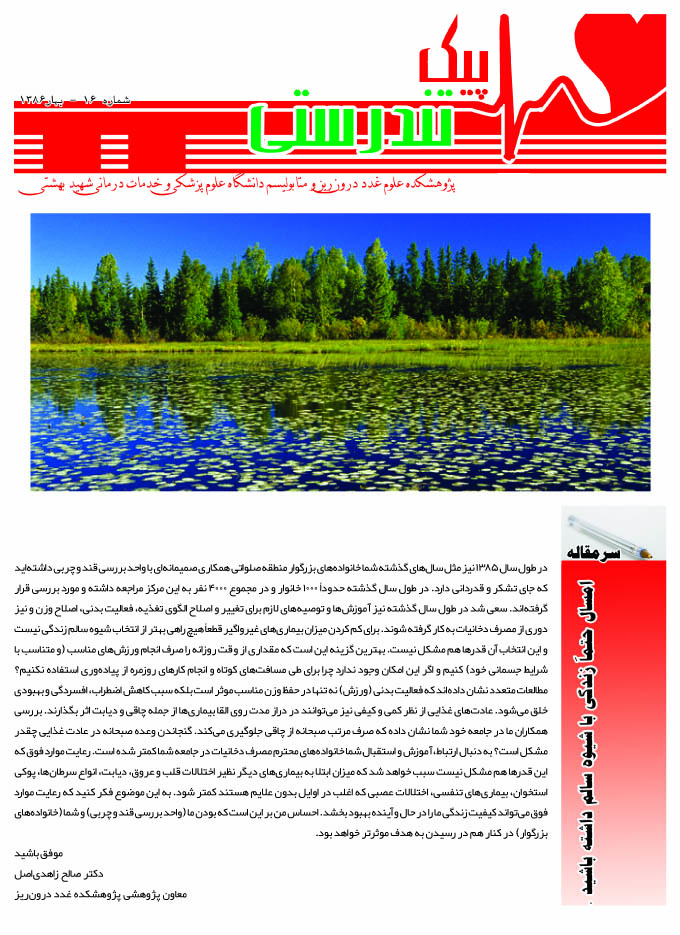 پیک
تندرستی
شماره ۱۶ - بهار ۱۳۸۶
پژوهشکده علوم غدد درون ریز و متابولیسم دانشگاه علوم پزشکی و خدمات درمانی شهید بهشتی
سرمقاله
امسال حتماً زندگی با شیوه سالم داشته باشید .
در طول سال ۱۳۸۵ نیز مثل سال‌های گذشته شما خانواده‌های بزرگوار منطقه صلواتی همکاری صمیمانه‌ای با واحد بررسی قند و چربی داشته‌اید
که جای تشکر و قدردانی دارد. در طول سال گذشته حدوداً ۱۰۰۰ خانوار و در مجموع ۴۰۰۰ نفر به این مرکز مراجعه داشته و مورد بررسی قرار
گرفته‌اند. سعی شد در طول سال گذشته نیز آموزش‌ها و توصیه‌های لازم برای تغییر و اصلاح الگوی تغذیه، فعالیت بدنی، اصلاح وزن و نیز
دوری از مصرف دخانیات به کار گرفته شوند. برای کم کردن میزان بیماری‌های غیرواگیر قطعاً هیچ راهی بهتر از انتخاب شیوه سالم زندگی نیست
و این انتخاب آن قدرها هم مشکل نیست. بهترین گزینه این است که مقداری از وقت روزانه را صرف انجام ورزش‌های مناسب (و متناسب با
شرایط جسمانی خود) کنیم و اگر این امکان وجود ندارد چرا برای طی مسافت‌های کوتاه و انجام کارهای روزمره از پیاده‌وری استفاده نکنیم؟
مطالعات متعدد نشان داده‌اند که فعالیت بدنی (ورزش) نه تنها در حفظ وزن مناسب موثر است بلکه سبب کاهش اضطراب، افسردگی و بهبودی
خلق می‌شود. عادت‌های غذایی از نظر کمی و کیفی نیز می‌توانند در دراز مدت روی القا بیماری‌ها از جمله چاقی و دیابت اثر بگذارند. بررسی
همکاران ما در جامعه خود شما نشان داده که صرف مرتب صبحانه از چاقی جلوگیری می‌کند. گنجاندن وعده صبحانه در عادت غذایی چقدر
مشکل است؟ به دنبال ارتباط، آموزش و استقبال شما خانواده‌های محترم مصرف دخانیات در جامعه شما کمتر شده است. رعایت موارد فوق که
این قدرها هم مشکل نیست سبب خواهد شد که میزان ابتلا به بیماری‌های دیگر نظیر اختلالات قلب و عروق، دیابت، انواع سرطان‌ها، پوکی
استخوان، بیماری‌های تنفسی، اختلالات عصبی که اغلب در اوایل بدون علایم هستند کمتر شود. به این موضوع فکر کنید که رعایت موارد
فوق می‌تواند کیفیت زندگی ما را در حال و آینده بهبود بخشد. احساس من بر این است که بودن ما (واحد بررسی قند و چربی) و شما (خانواده‌های
بزرگوار) در کنار هم در رسیدن به هدف موثرتر خواهد بود.
موفق باشید
دکتر صالح زاهدی‌اصل
معاون پژوهشی پژوهشکده غدد درون‌ریز